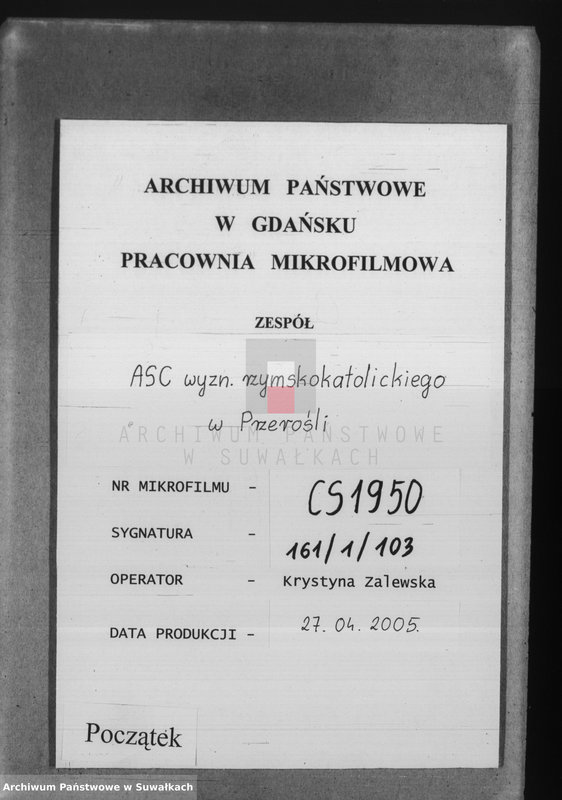 ARCHIWUM PAŃSTWOWE
W GDAŃSKU
PRACOWNIA MIKROFILMOWA
ZESPÓŁ
ASC wyzn. rzymskokatolickiego
w Przerośli
ARCHIWUM PAŃSTWOWE
W SUWAŁKACH
NR MIKROFILMU - CS1950
SYGNATURA - 161/1/103
OPERATOR - Krystyna Zalewska
DATA PRODUKCJI - 27. 04. 2005.
Początek
Archiwum Państwowe w Suwałkach